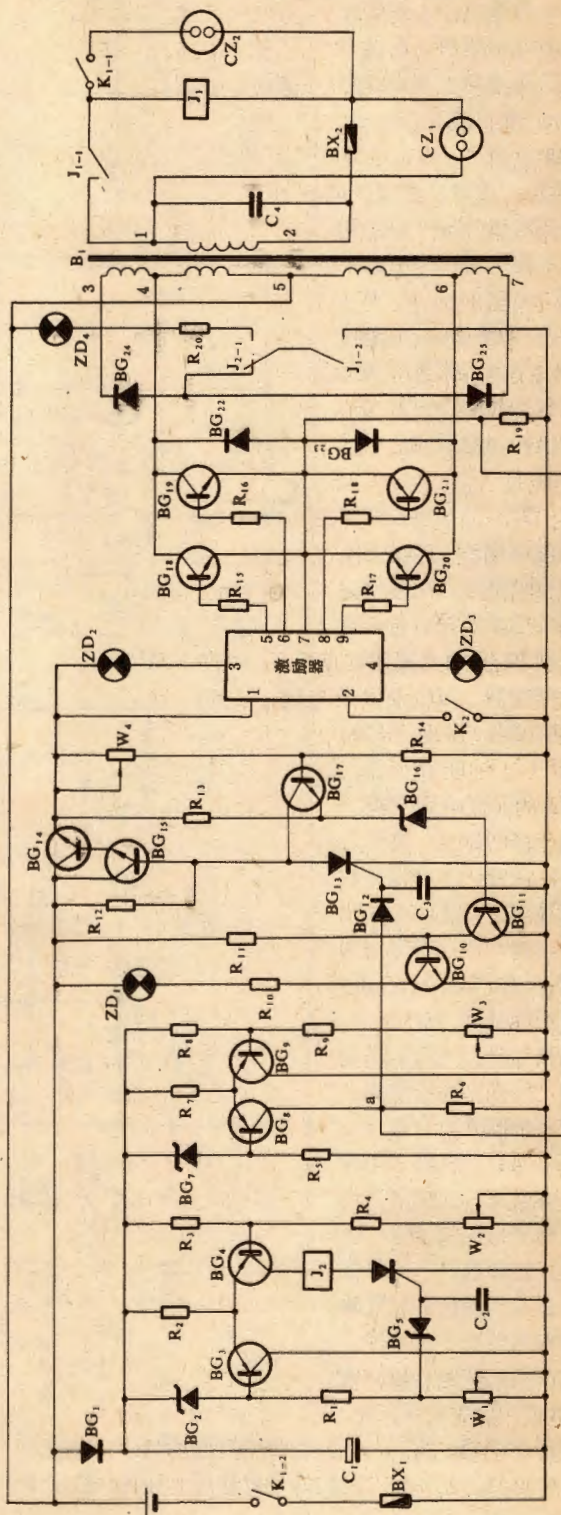 BG₁
BG₂
R₂
R₃
BG₃
BG₄
R₁
J₂
BG₅
R₄
C₁
K₁₋₂
BX₁
W₁
C₂
W₂
BG₇
R₇
R₈
BG₈
BG₉
R₅
a
R₉
R₆
W₃
ZD₁
R₁₀
R₁₁
BG₁₀
BG₁₁
R₁₂
BG₁₄
BG₁₅
BG₁₂
BG₁₃
C₃
R₁₃
W₄
BG₁₇
BG₁₆
R₁₄
K₂
ZD₂
激励器
1
2
3
4
5
6
7
8
9
ZD₃
BG₁₈
BG₁₉
R₁₅
R₁₆
R₁₇
R₁₈
BG₂₀
BG₂₁
BG₂₂
BG₂₃
ZD₄
BG₂₄
R₂₀
J₂₋₁
J₁₋₂
BG₂₅
R₁₉
B₁
3
4
5
6
7
1
2
J₁₋₁
K₁₋₁
C₄
J₁
BX₂
CZ₂
CZ₁